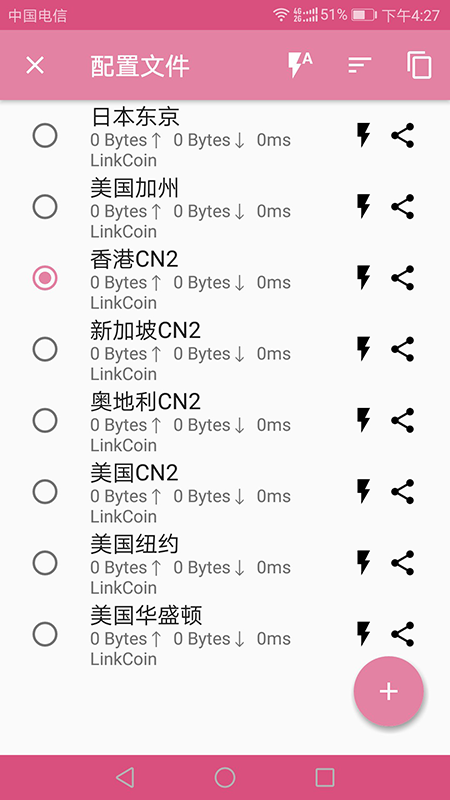 中国电信 4G 2G 2G 51% 下午4:27
配置文件 A
日本东京
0 Bytes↑ 0 Bytes↓ 0ms
LinkCoin
美国加州
0 Bytes↑ 0 Bytes↓ 0ms
LinkCoin
香港CN2
0 Bytes↑ 0 Bytes↓ 0ms
LinkCoin
新加坡CN2
0 Bytes↑ 0 Bytes↓ 0ms
LinkCoin
奥地利CN2
0 Bytes↑ 0 Bytes↓ 0ms
LinkCoin
美国CN2
0 Bytes↑ 0 Bytes↓ 0ms
LinkCoin
美国纽约
0 Bytes↑ 0 Bytes↓ 0ms
LinkCoin
美国华盛顿
0 Bytes↑ 0 Bytes↓ 0ms
LinkCoin